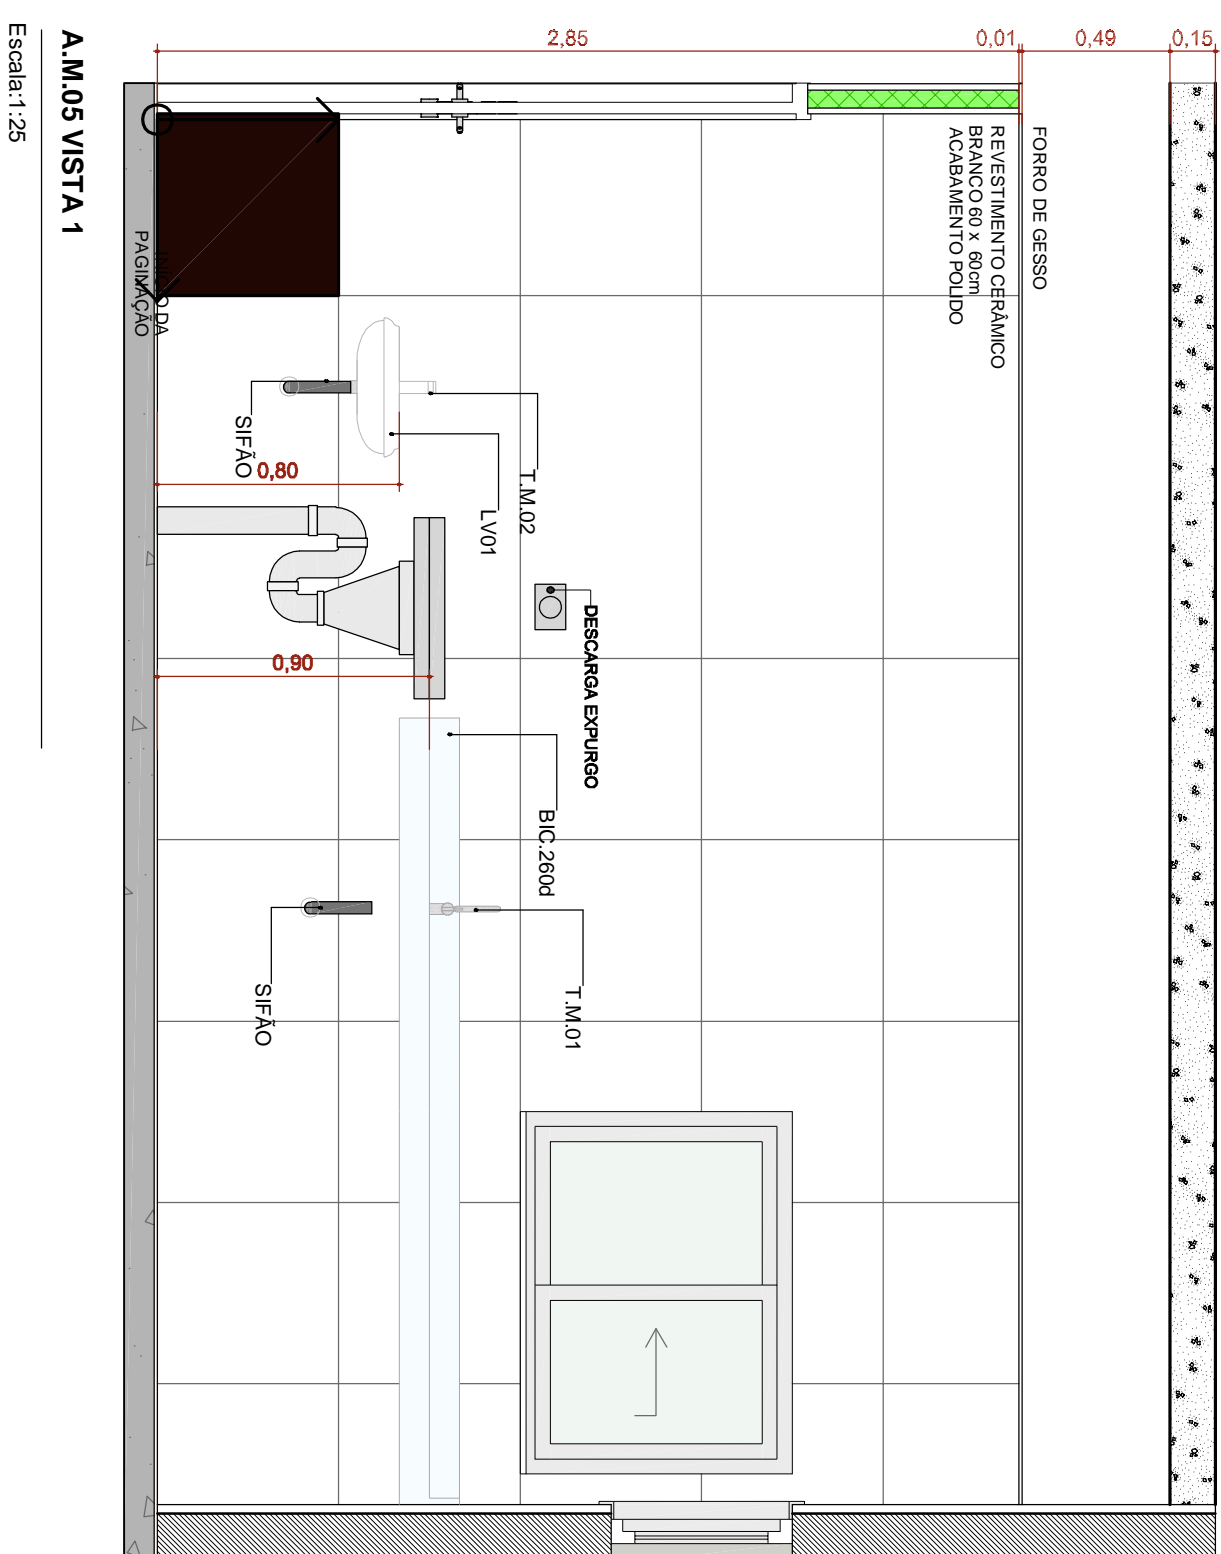 0,15
0,49
0,01
2,85
FORRO DE GESSO
REVESTIMENTO CERÂMICO
BRANCO 60 x 60cm
ACABAMENTO POLIDO
INÍCIO DA
PAGINAÇÃO
SIFÃO
0,80
T.M.02
LV01
DESCARGA EXPURGO
0,90
BIC.260d
T.M.01
SIFÃO
A.M.05 VISTA 1
Escala:1:25